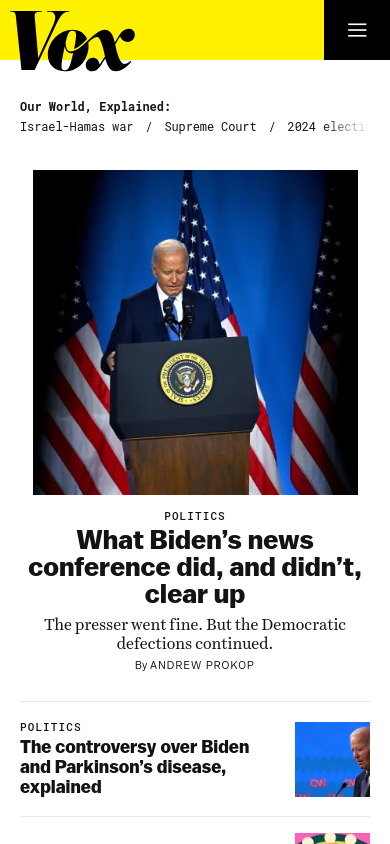 Vox
Our World, Explained:
Israel-Hamas war / Supreme Court / 2024
POLITICS
What Biden’s news
conference did, and didn’t,
clear up
The presser went fine. But the Democratic
defections continued.
By ANDREW PROKOP
POLITICS
The controversy over Biden
and Parkinson’s disease,
explained
CNN